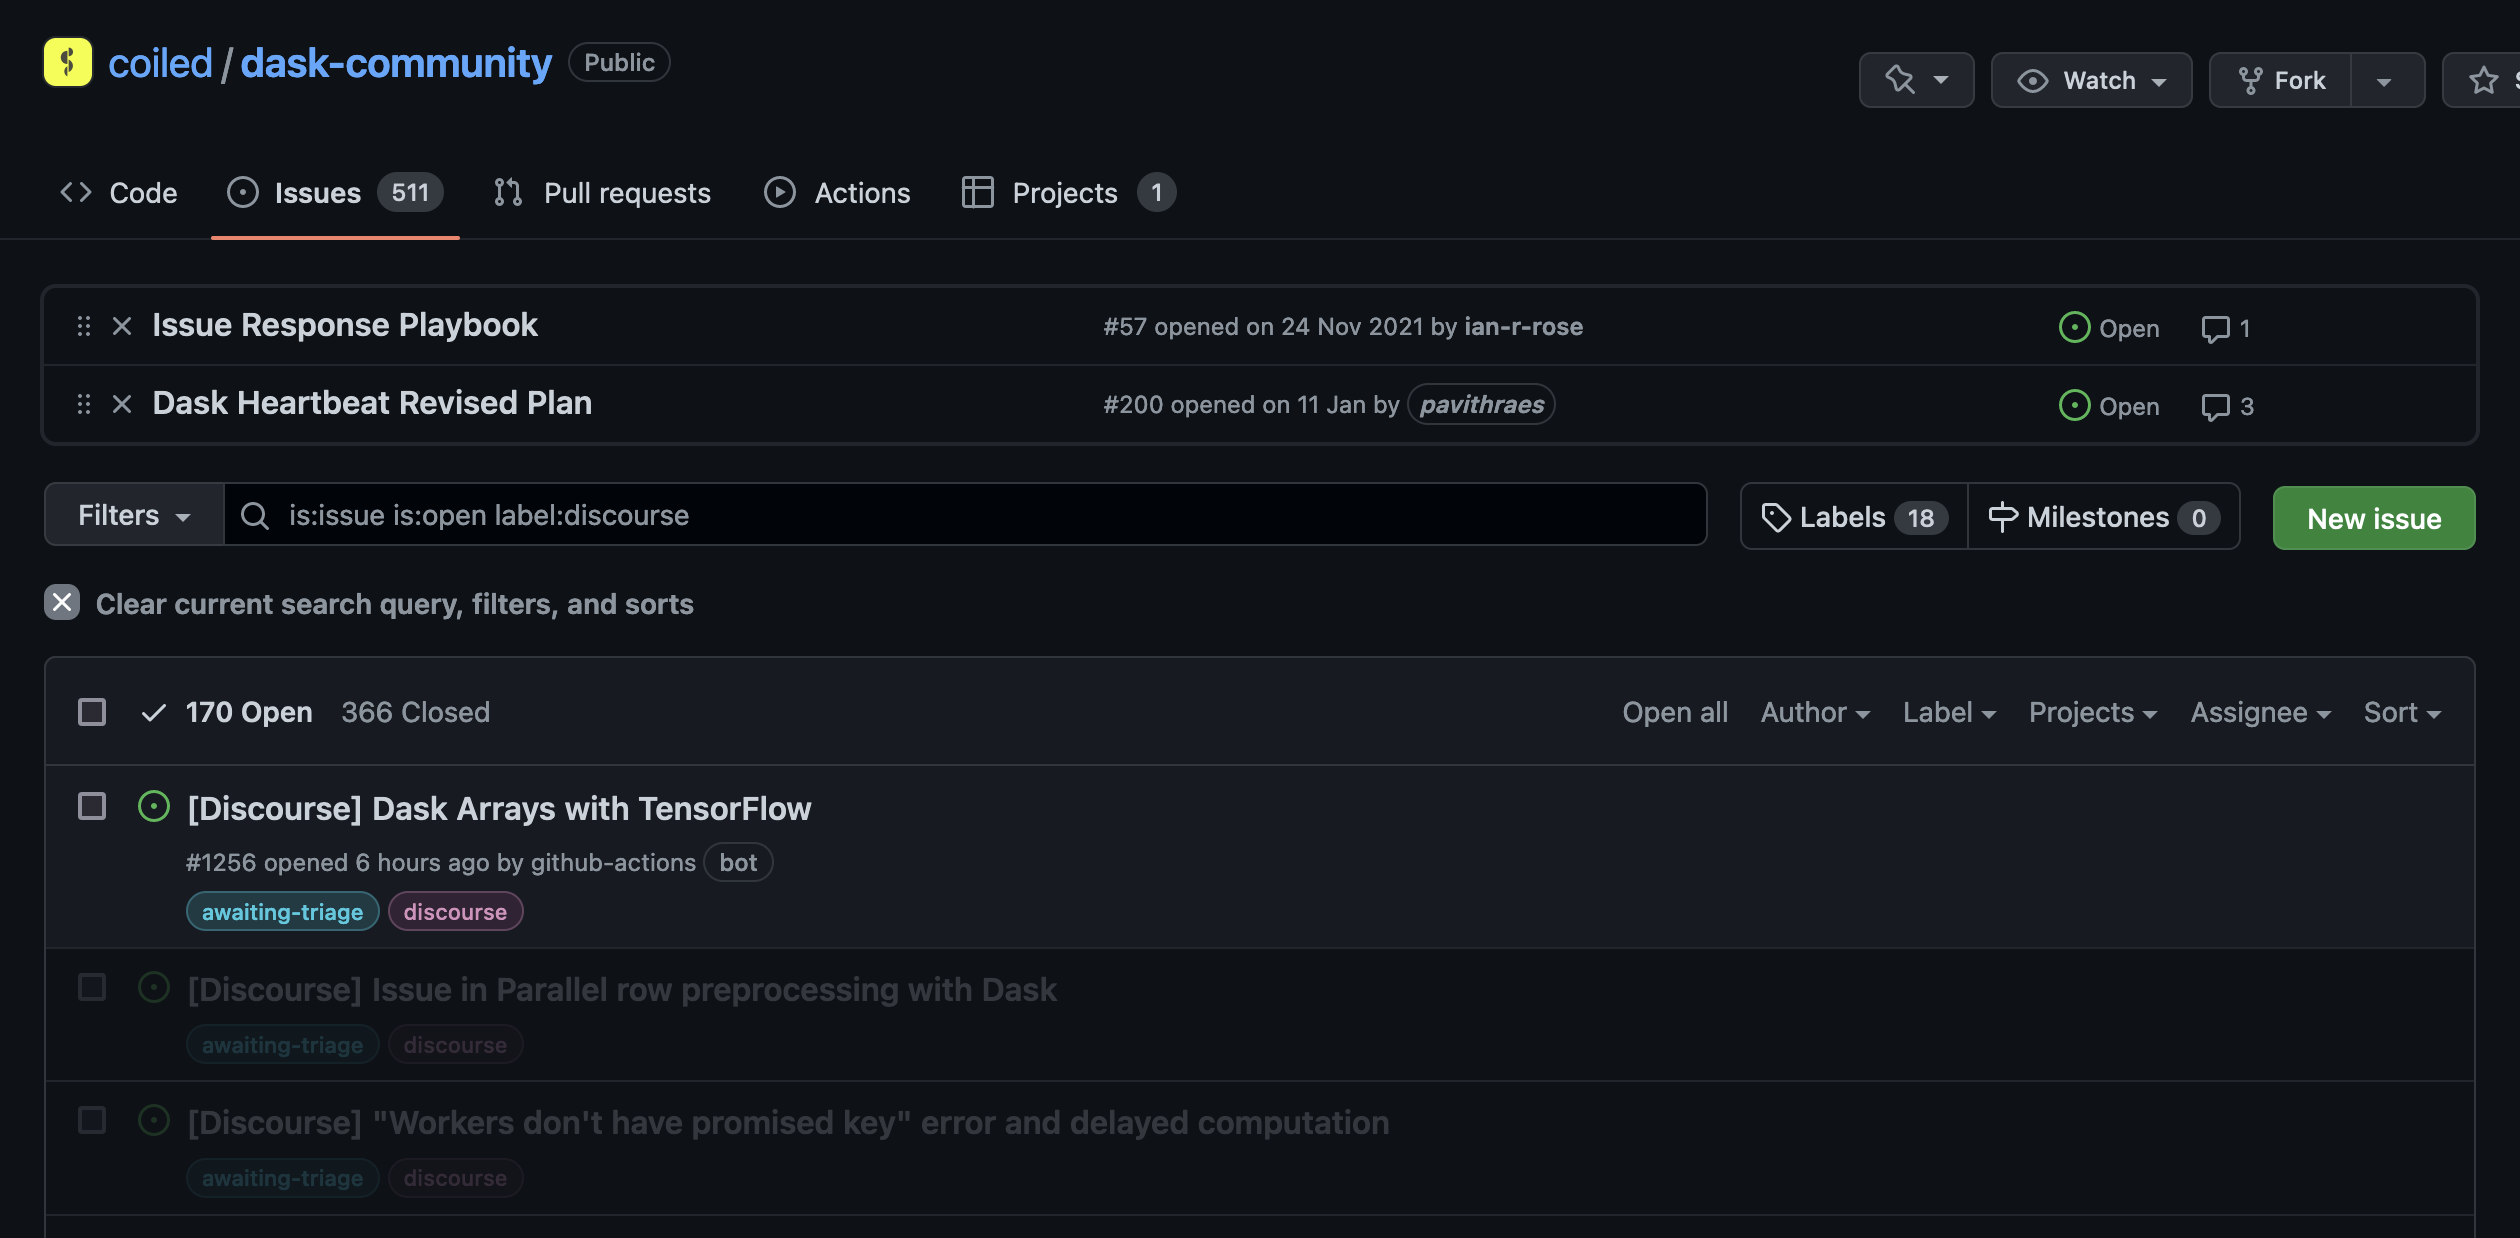 coiled / dask-community Public
Watch Fork
Code Issues 511 Pull requests Actions Projects 1
Issue Response Playbook #57 opened on 24 Nov 2021 by ian-r-rose Open 1
Dask Heartbeat Revised Plan #200 opened on 11 Jan by pavithraes Open 3
Filters is:issue is:open label:discourse Labels 18 Milestones 0 New issue
Clear current search query, filters, and sorts
170 Open 366 Closed Open all Author Label Projects Assignee Sort
[Discourse] Dask Arrays with TensorFlow
#1256 opened 6 hours ago by github-actions bot
awaiting-triage discourse
[Discourse] Issue in Parallel row preprocessing with Dask
awaiting-triage discourse
[Discourse] "Workers don't have promised key" error and delayed computation
awaiting-triage discourse